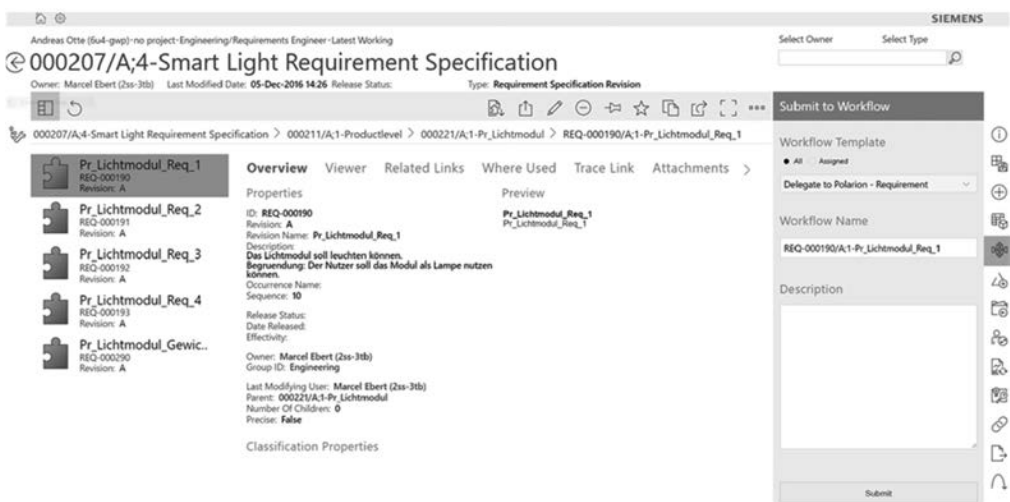 SIEMENS
Andreas Otte (6u4-gwp)-no project-Engineering/Requirements Engineer-Latest Working
Select Owner Select Type
000207/A;4-Smart Light Requirement Specification
Owner: Marcel Ebert (2ss-3tb) Last Modified Date: 05-Dec-2016 14:26 Release Status: Type: Requirement Specification Revision
Submit to Workflow
000207/A;4-Smart Light Requirement Specification > 000211/A;1-Productlevel > 000221/A;1-Pr_Lichtmodul > REQ-000190/A;1-Pr_Lichtmodul_Req_1
Pr_Lichtmodul_Req_1
REQ-000190
Revision: A
Pr_Lichtmodul_Req_2
REQ-000191
Revision: A
Pr_Lichtmodul_Req_3
REQ-000192
Revision: A
Pr_Lichtmodul_Req_4
REQ-000193
Revision: A
Pr_Lichtmodul_Gewic..
REQ-000290
Revision: A
Overview Viewer Related Links Where Used Trace Link Attachments >
Properties
ID: REQ-000190
Revision: A
Revision Name: Pr_Lichtmodul_Req_1
Description:
Das Lichtmodul soll leuchten können.
Begruendung: Der Nutzer soll das Modul als Lampe nutzen
können.
Occurrence Name:
Sequence: 10
Release Status:
Date Released:
Effectivity:
Owner: Marcel Ebert (2ss-3tb)
Group ID: Engineering
Last Modifying User: Marcel Ebert (2ss-3tb)
Parent: 000221/A;1-Pr_Lichtmodul
Number Of Children: 0
Precise: False
Classification Properties
Preview
Pr_Lichtmodul_Req_1
Pr_Lichtmodul_Req_1
Workflow Template
All Assigned
Delegate to Polarion - Requirement
Workflow Name
REQ-000190/A;1-Pr_Lichtmodul_Req_1
Description
Submit